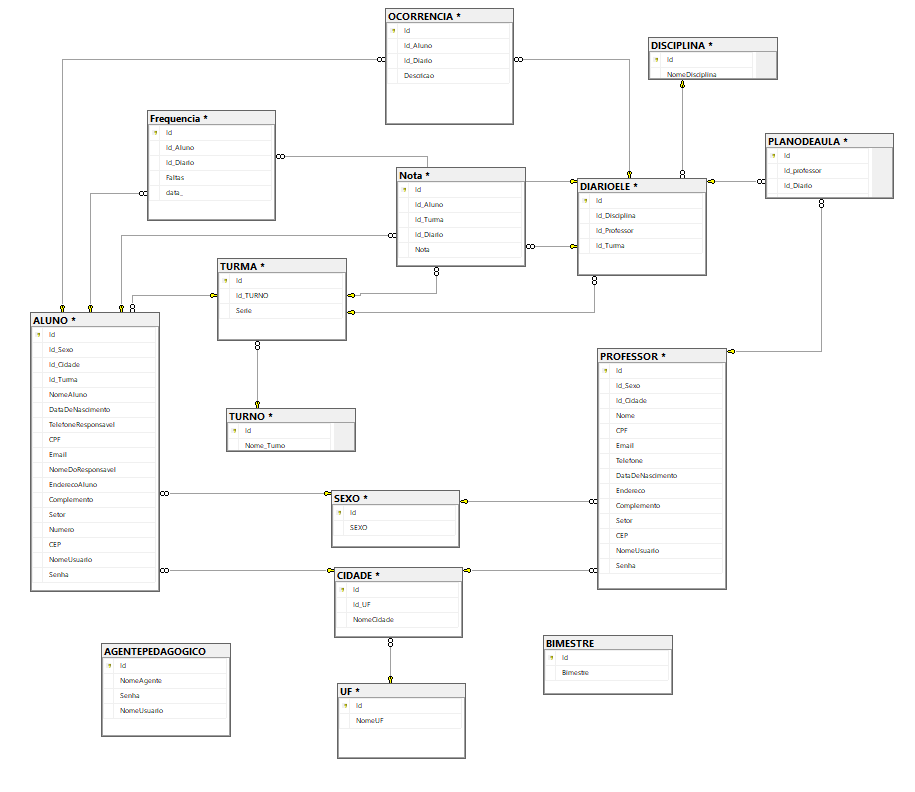 OCORRENCIA *
Id
Id_Aluno
Id_Diario
Descricao
DISCIPLINA *
Id
NomeDisciplina
Frequencia *
Id
Id_Aluno
Id_Diario
Faltas
data_
PLANODEAULA *
Id
Id_professor
Id_Diario
Nota *
Id
Id_Aluno
Id_Turma
Id_Diario
Nota
DIARIOELE *
Id
Id_Disciplina
Id_Professor
Id_Turma
TURMA *
Id
Id_TURNO
Serie
ALUNO *
Id
Id_Sexo
Id_Cidade
Id_Turma
NomeAluno
DataDeNascimento
TelefoneResponsavel
CPF
Email
NomeDoResponsavel
EnderecoAluno
Complemento
Setor
Numero
CEP
NomeUsuario
Senha
PROFESSOR *
Id
Id_Sexo
Id_Cidade
Nome
CPF
Email
Telefone
DataDeNascimento
Endereco
Complemento
Setor
CEP
NomeUsuario
Senha
TURNO *
Id
Nome_Turno
SEXO *
Id
SEXO
CIDADE *
Id
Id_UF
NomeCidade
AGENTEPEDAGOGICO
Id
NomeAgente
Senha
NomeUsuario
BIMESTRE
Id
Bimestre
UF *
Id
NomeUF